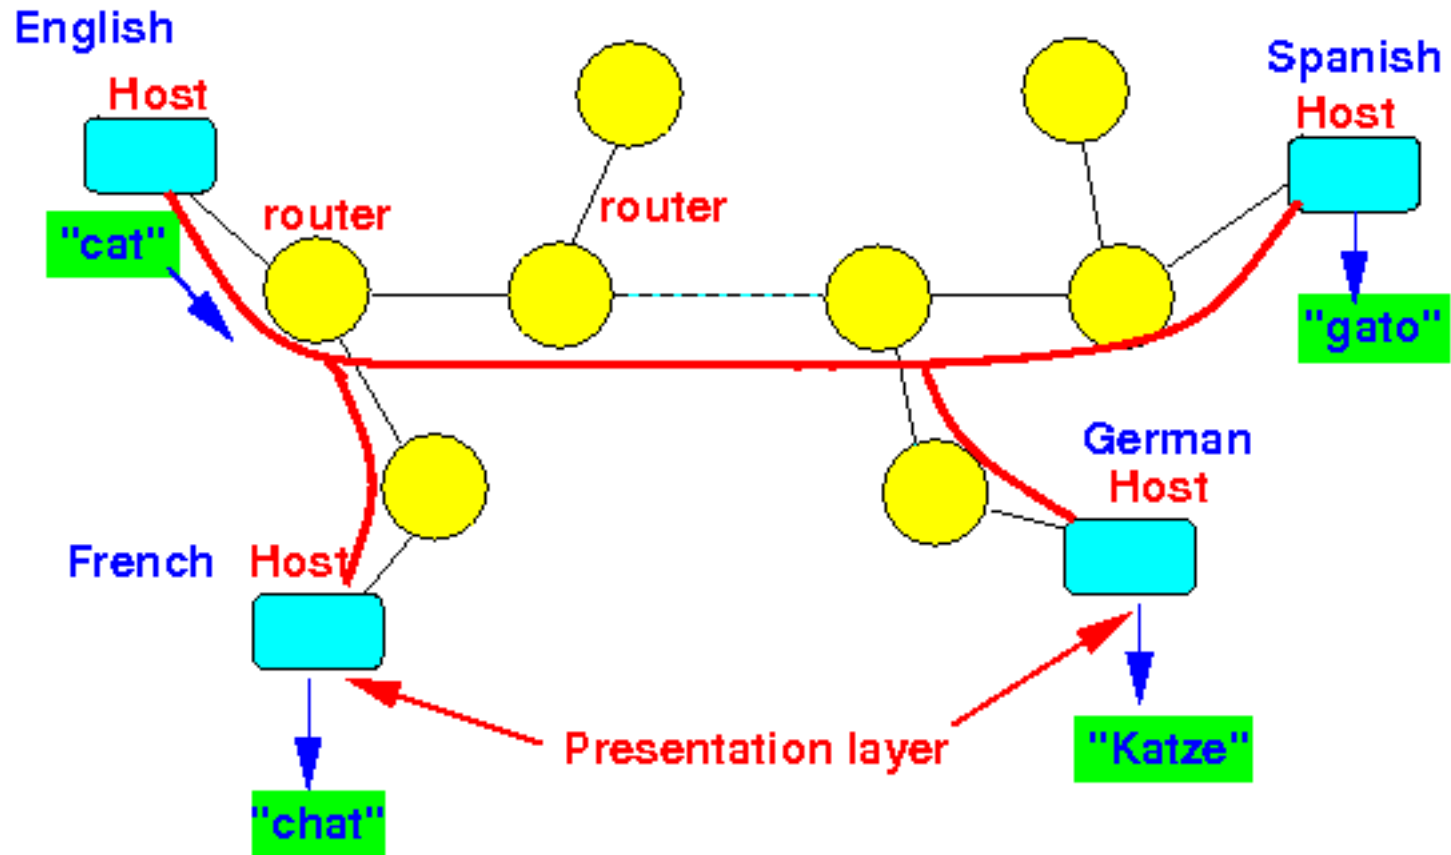 English
Host
"cat"
router
router
Spanish
Host
"gato"
German
Host
French Host
Presentation layer
"Katze"
"chat"